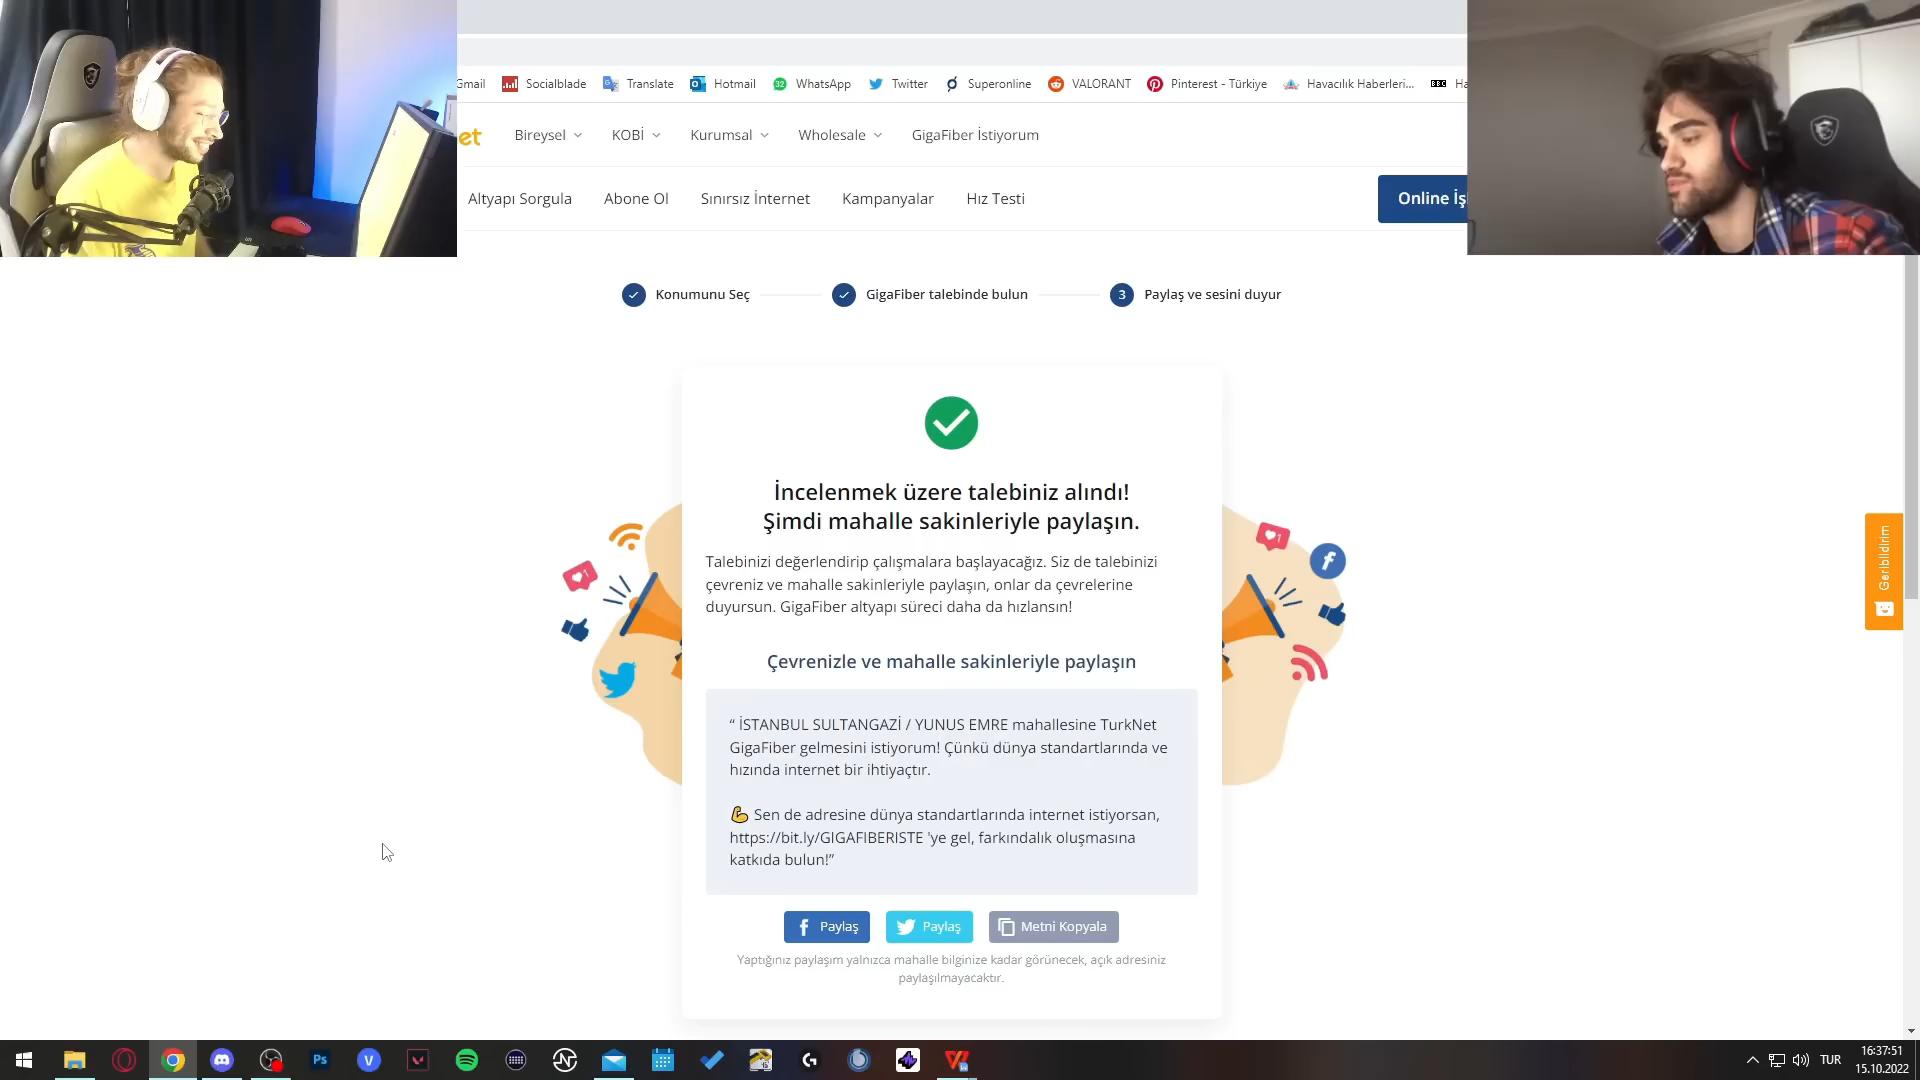 Gmail
Socialblade
Translate
Hotmail
WhatsApp
Twitter
Superonline
VALORANT
Pinterest - Türkiye
Havacılık Haberleri...
BBC
Ha
et
Bireysel
KOBİ
Kurumsal
Wholesale
GigaFiber İstiyorum
Altyapı Sorgula
Abone Ol
Sınırsız İnternet
Kampanyalar
Hız Testi
Online İş
Konumunu Seç
GigaFiber talebinde bulun
3 Paylaş ve sesini duyur
İncelenmek üzere talebiniz alındı!
Şimdi mahalle sakinleriyle paylaşın.
Talebinizi değerlendirip çalışmalara başlayacağız. Siz de talebinizi
çevreniz ve mahalle sakinleriyle paylaşın, onlar da çevrelerine
duyursun. GigaFiber altyapı süreci daha da hızlansın!
Çevrenizle ve mahalle sakinleriyle paylaşın
“ İSTANBUL SULTANGAZİ / YUNUS EMRE mahallesine TurkNet
GigaFiber gelmesini istiyorum! Çünkü dünya standartlarında ve
hızında internet bir ihtiyaçtır.
💪 Sen de adresine dünya standartlarında internet istiyorsan,
https://bit.ly/GIGAFIBERISTE 'ye gel, farkındalık oluşmasına
katkıda bulun!”
Paylaş
Paylaş
Metni Kopyala
Yaptığınız paylaşım yalnızca mahalle bilginize kadar görünecek, açık adresiniz
paylaşılmayacaktır.
Geribildirim
Ps
TUR
16:37:51
15.10.2022